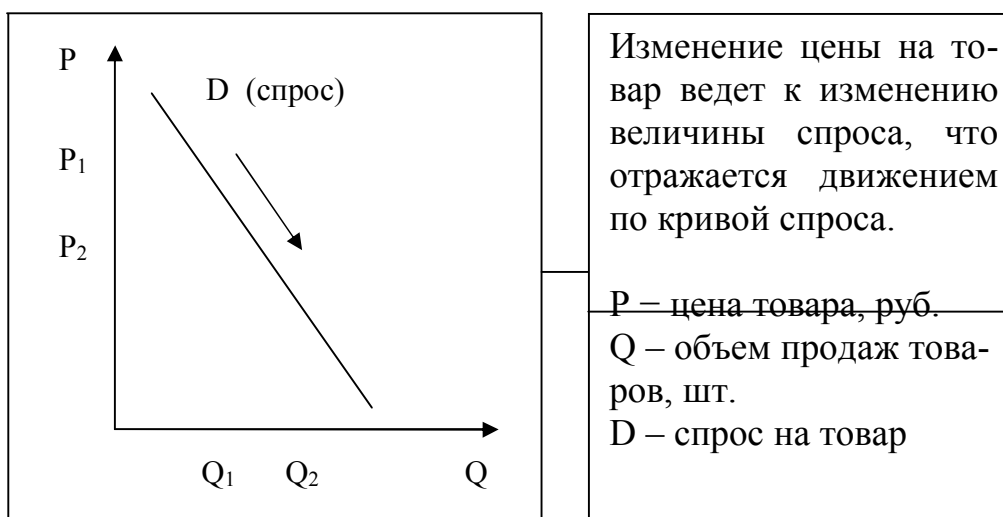 P
D (спрос)
P₁
P₂
Q₁ Q₂ Q
Изменение цены на то-
вар ведет к изменению
величины спроса, что
отражается движением
по кривой спроса.
P – цена товара, руб.
Q – объем продаж това-
ров, шт.
D – спрос на товар